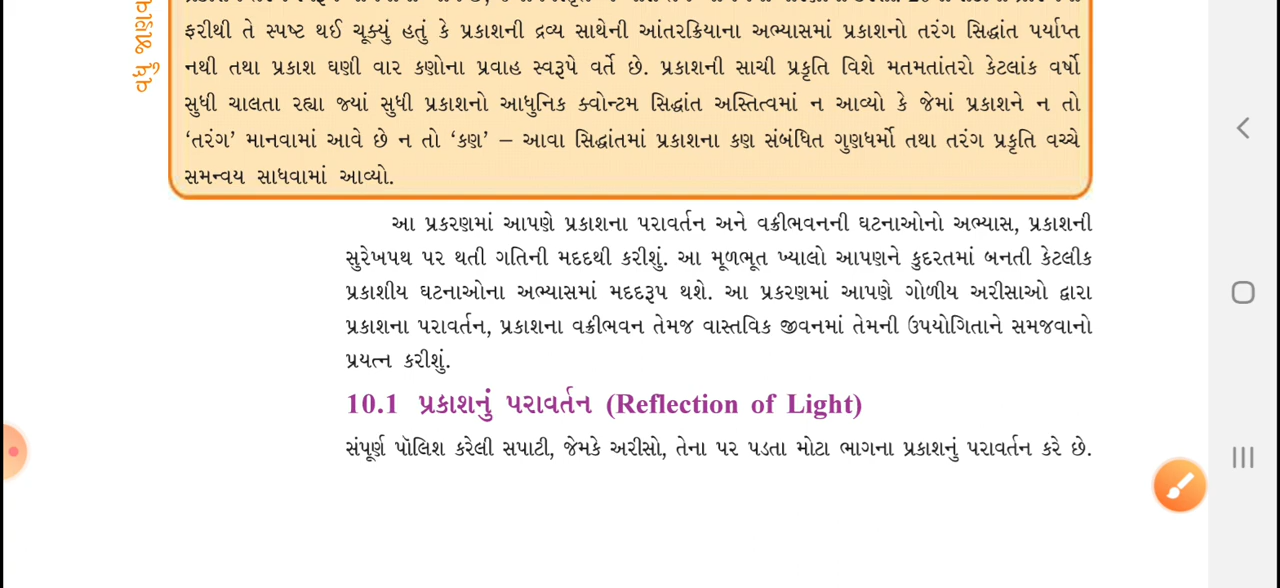 ફરીથી તે સ્પષ્ટ થઈ ચૂક્યું હતું કે પ્રકાશની દ્રવ્ય સાથેની આંતરક્રિયાના અભ્યાસમાં પ્રકાશનો તરંગ સિદ્ધાંત પર્યાપ્ત
નથી તથા પ્રકાશ ઘણી વાર કણોના પ્રવાહ સ્વરૂપે વર્તે છે. પ્રકાશની સાચી પ્રકૃતિ વિશે મતમતાંતરો કેટલાંક વર્ષો
સુધી ચાલતા રહ્યા જ્યાં સુધી પ્રકાશનો આધુનિક ક્વોન્ટમ સિદ્ધાંત અસ્તિત્વમાં ન આવ્યો કે જેમાં પ્રકાશને ન તો
‘તરંગ’ માનવામાં આવે છે ન તો ‘કણ’ – આવા સિદ્ધાંતમાં પ્રકાશના કણ સંબંધિત ગુણધર્મો તથા તરંગ પ્રકૃતિ વચ્ચે
સમન્વય સાધવામાં આવ્યો.
આ પ્રકરણમાં આપણે પ્રકાશના પરાવર્તન અને વક્રીભવનની ઘટનાઓનો અભ્યાસ, પ્રકાશની
સુરેખપથ પર થતી ગતિની મદદથી કરીશું. આ મૂળભૂત ખ્યાલો આપણને કુદરતમાં બનતી કેટલીક
પ્રકાશીય ઘટનાઓના અભ્યાસમાં મદદરૂપ થશે. આ પ્રકરણમાં આપણે ગોળીય અરીસાઓ દ્વારા
પ્રકાશના પરાવર્તન, પ્રકાશના વક્રીભવન તેમજ વાસ્તવિક જીવનમાં તેમની ઉપયોગિતાને સમજવાનો
પ્રયત્ન કરીશું.
10.1 પ્રકાશનું પરાવર્તન (Reflection of Light)
સંપૂર્ણ પૉલિશ કરેલી સપાટી, જેમકે અરીસો, તેના પર પડતા મોટા ભાગના પ્રકાશનું પરાવર્તન કરે છે.